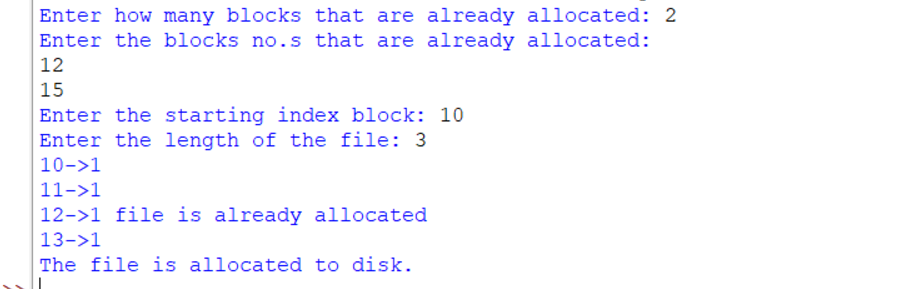 Enter how many blocks that are already allocated: 2
Enter the blocks no.s that are already allocated:
12
15
Enter the starting index block: 10
Enter the length of the file: 3
10->1
11->1
12->1 file is already allocated
13->1
The file is allocated to disk.
>>